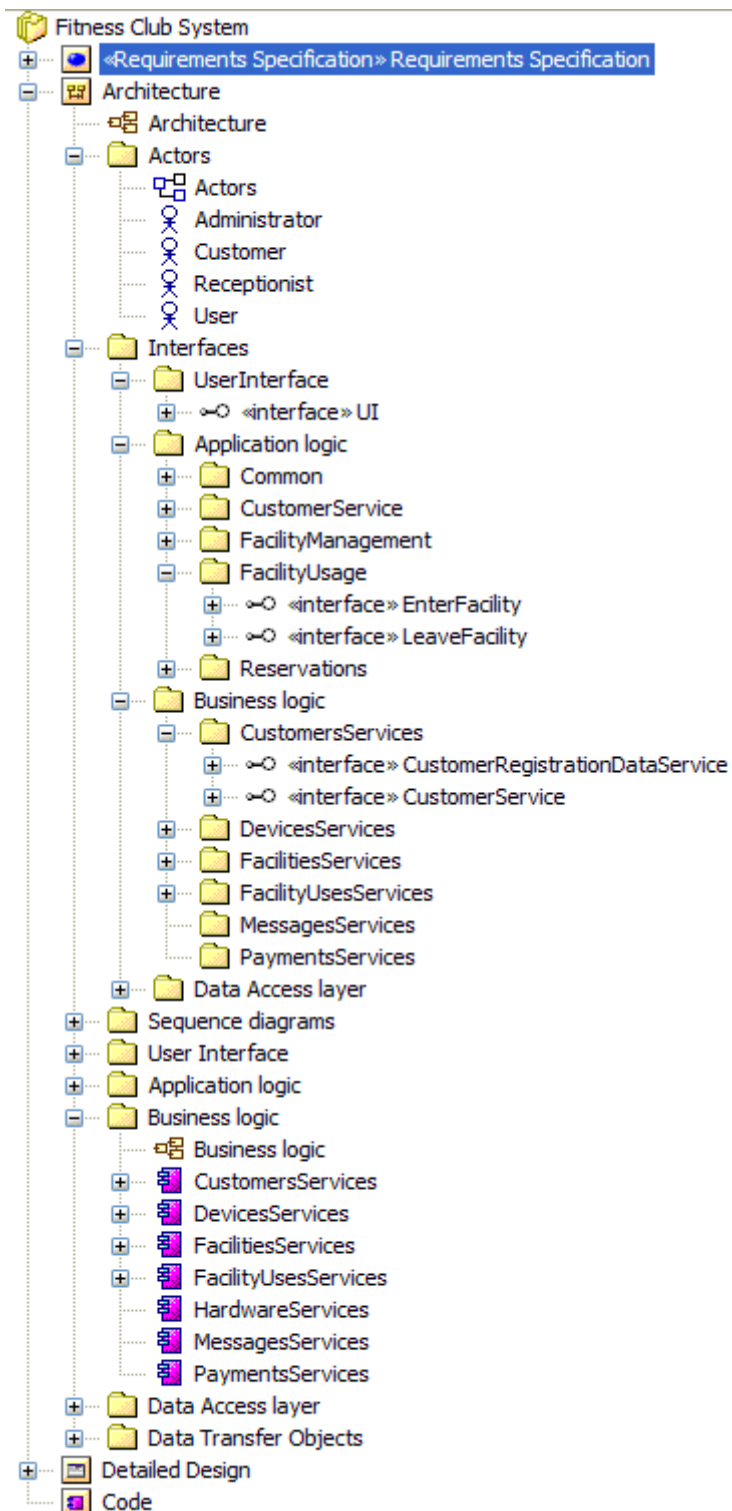 Fitness Club System
«Requirements Specification» Requirements Specification
Architecture
Architecture
Actors
Actors
Administrator
Customer
Receptionist
User
Interfaces
UserInterface
«interface» UI
Application logic
Common
CustomerService
FacilityManagement
FacilityUsage
«interface» EnterFacility
«interface» LeaveFacility
Reservations
Business logic
CustomersServices
«interface» CustomerRegistrationDataService
«interface» CustomerService
DevicesServices
FacilitiesServices
FacilityUsesServices
MessagesServices
PaymentsServices
Data Access layer
Sequence diagrams
User Interface
Application logic
Business logic
Business logic
CustomersServices
DevicesServices
FacilitiesServices
FacilityUsesServices
HardwareServices
MessagesServices
PaymentsServices
Data Access layer
Data Transfer Objects
Detailed Design
Code